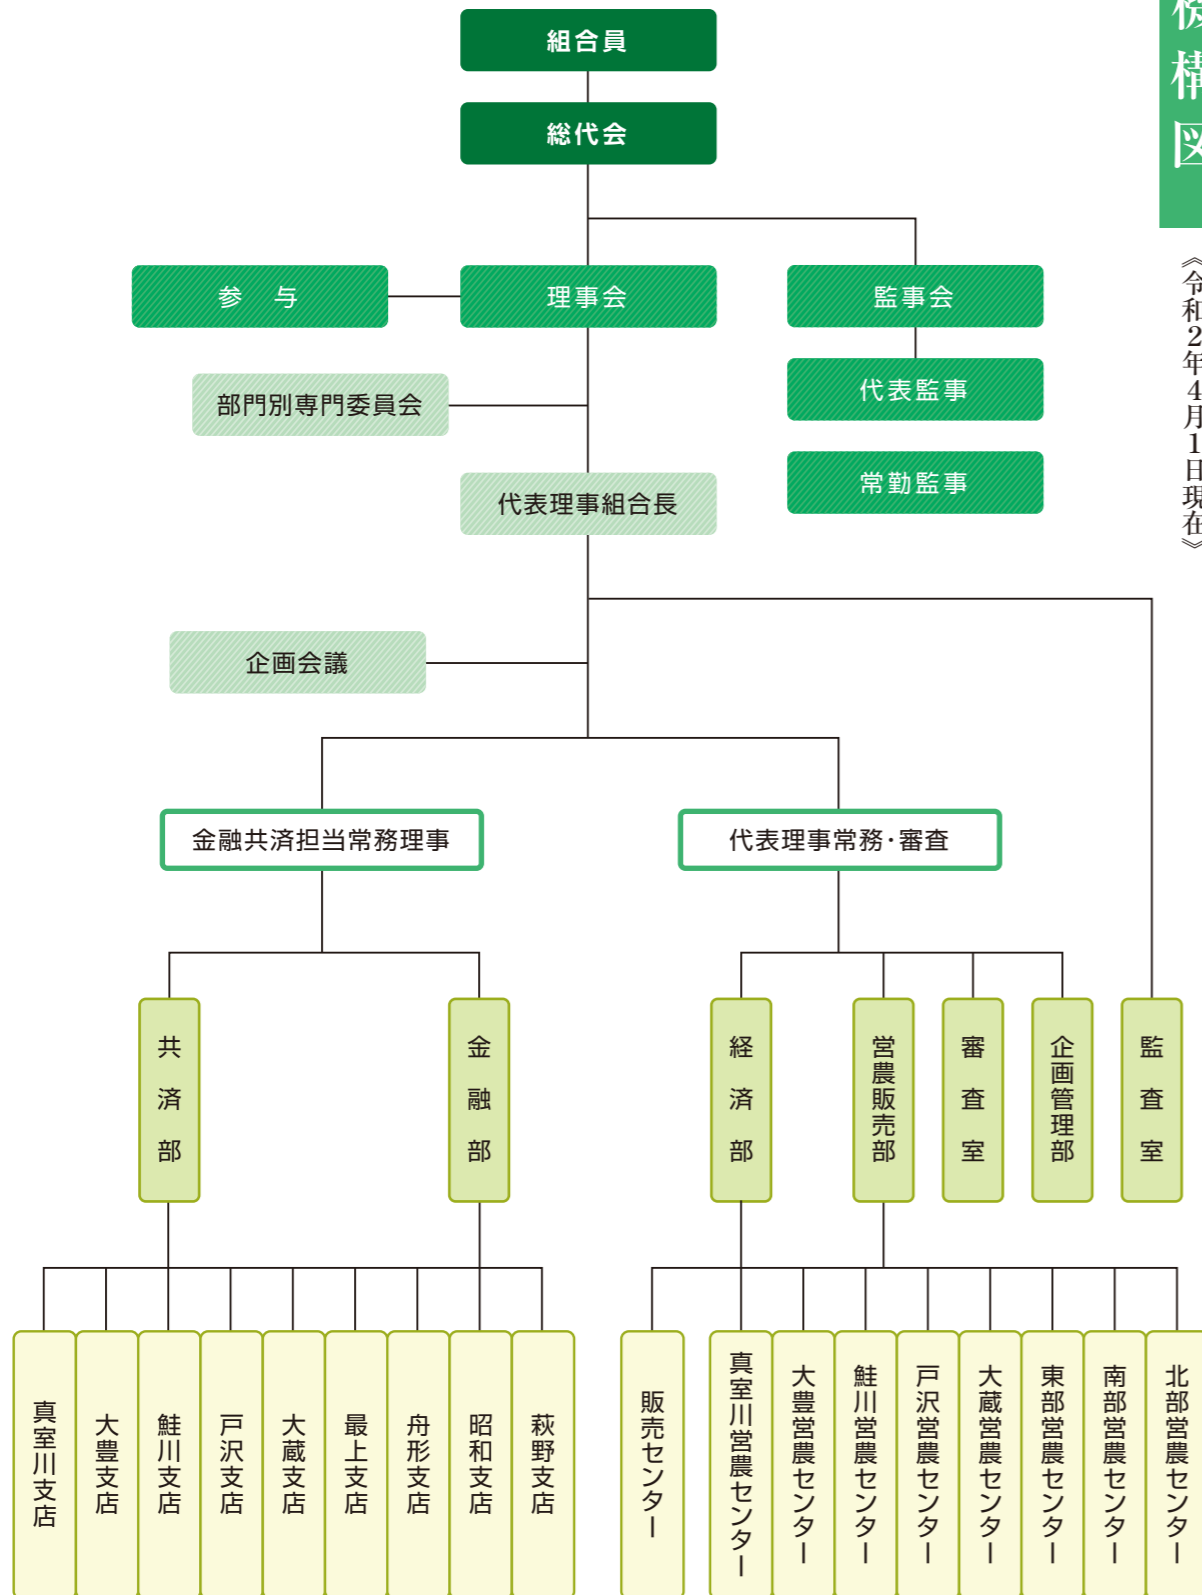 機構図
《令和2年4月1日現在》
組合員
総代会
参 与
理事会
監事会
部門別専門委員会
代表監事
代表理事組合長
常勤監事
企画会議
金融共済担当常務理事
代表理事常務・審査
共済部
金融部
経済部
営農販売部
審査室
企画管理部
監査室
真室川支店
大豊支店
鮭川支店
戸沢支店
大蔵支店
最上支店
舟形支店
昭和支店
萩野支店
販売センター
真室川営農センター
大豊営農センター
鮭川営農センター
戸沢営農センター
大蔵営農センター
東部営農センター
南部営農センター
北部営農センター